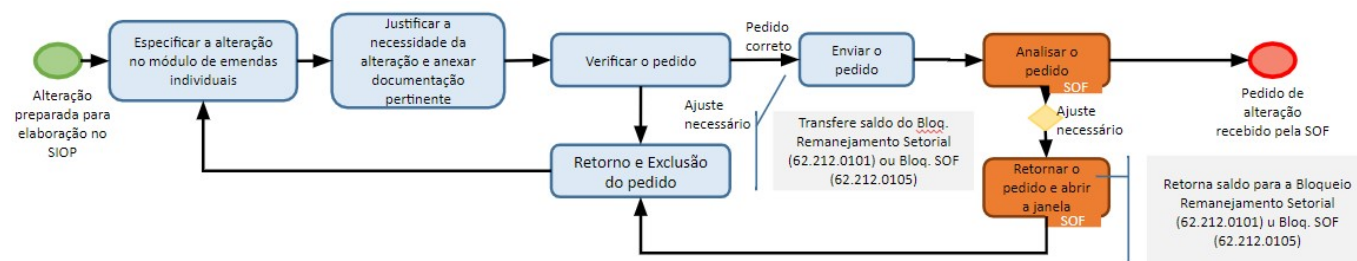 Alteração
preparada para
elaboração no
SIOP
Especificar a alteração
no módulo de emendas
individuais
Justificar a
necessidade da
alteração e anexar
documentação
pertinente
Verificar o pedido
Pedido
correto
Ajuste
necessário
Retorno e Exclusão
do pedido
Enviar o
pedido
Transfere saldo do Bloq.
Remanejamento Setorial
(62.212.0101) ou Bloq. SOF
(62.212.0105)
Analisar o
pedido
SOF
Ajuste
necessário
Retornar o
pedido e abrir
a janela
SOF
Pedido de
alteração
recebido pela SOF
Retorna saldo para a Bloqueio
Remanejamento Setorial
(62.212.0101) u Bloq. SOF
(62.212.0105)